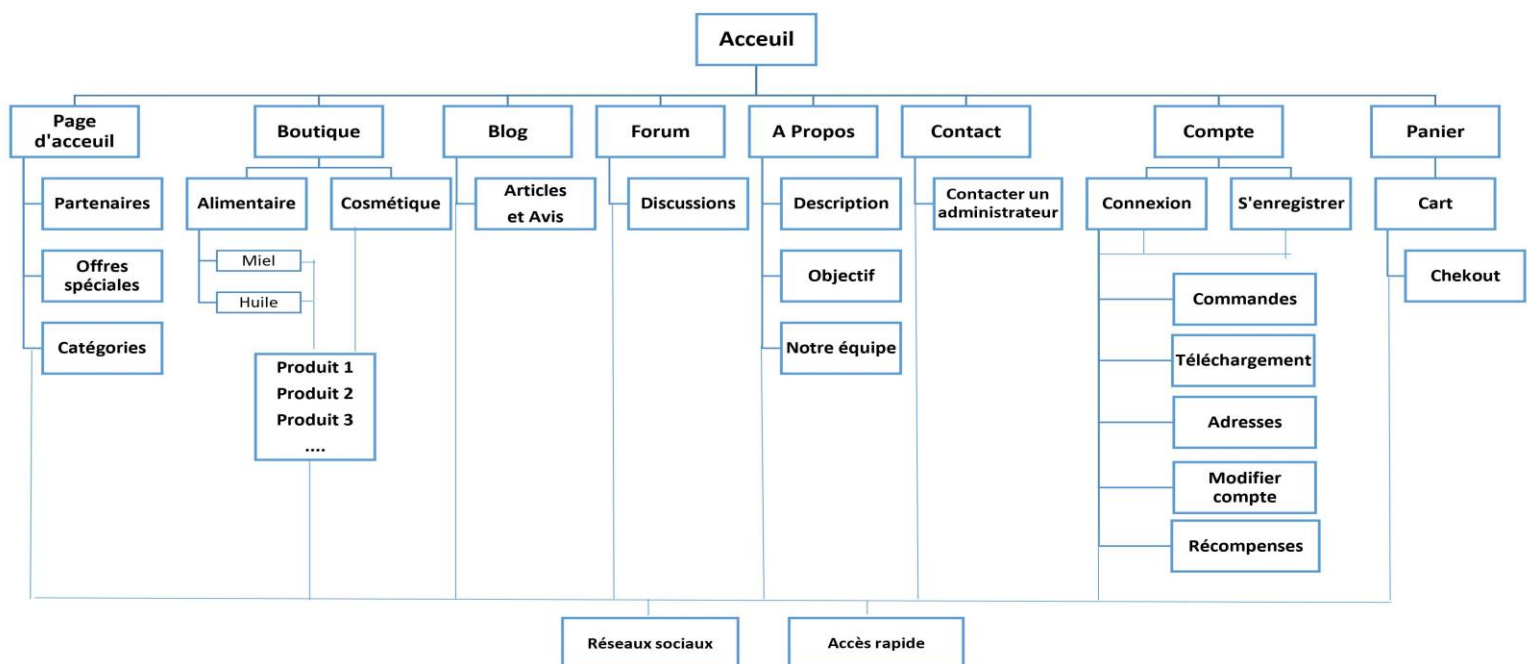 Acceuil
Page
d'acceuil
Boutique
Blog
Forum
A Propos
Contact
Compte
Panier
Partenaires
Alimentaire
Cosmétique
Articles
et Avis
Discussions
Description
Contacter un
administrateur
Connexion
S'enregistrer
Cart
Offres
spéciales
Miel
Huile
Objectif
Chekout
Commandes
Catégories
Produit 1
Produit 2
Produit 3
....
Notre équipe
Téléchargement
Adresses
Modifier
compte
Récompenses
Réseaux sociaux
Accès rapide